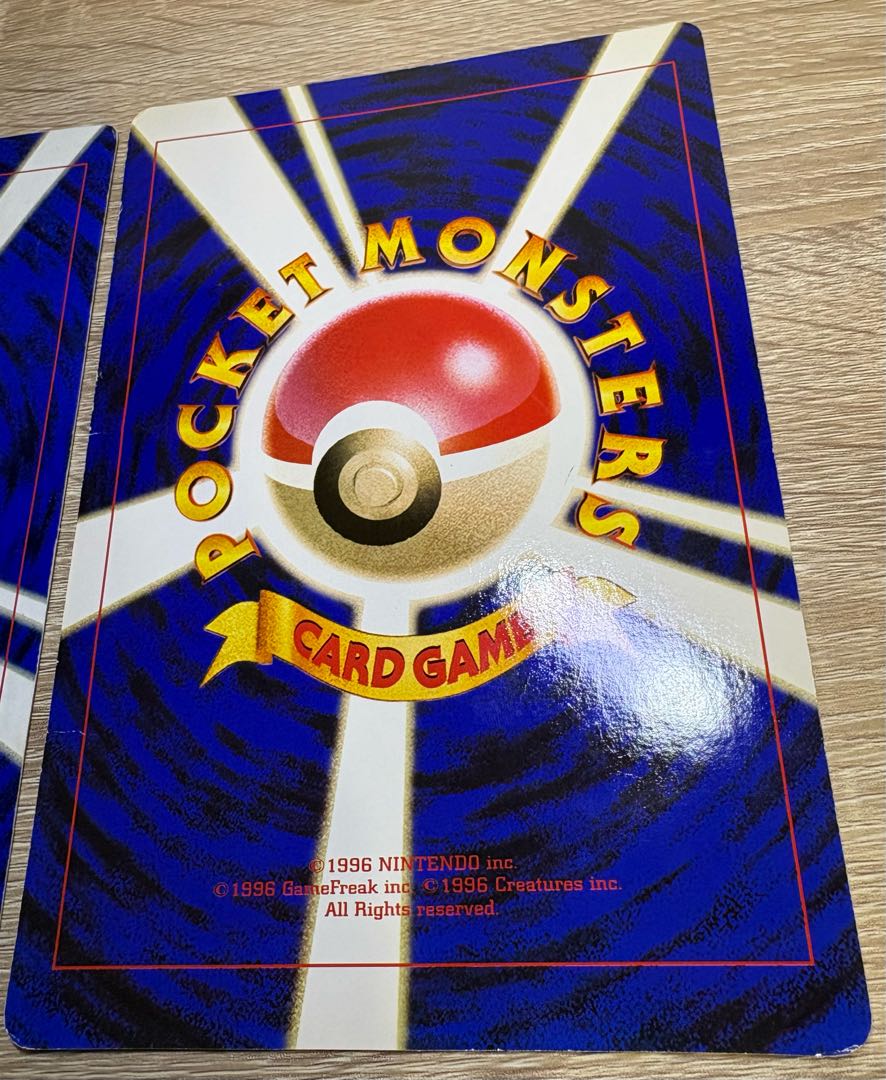 POCKET MONSTERS
CARD GAME
©1996 NINTENDO inc.
©1996 GameFreak inc. ©1996 Creatures inc.
All Rights reserved.